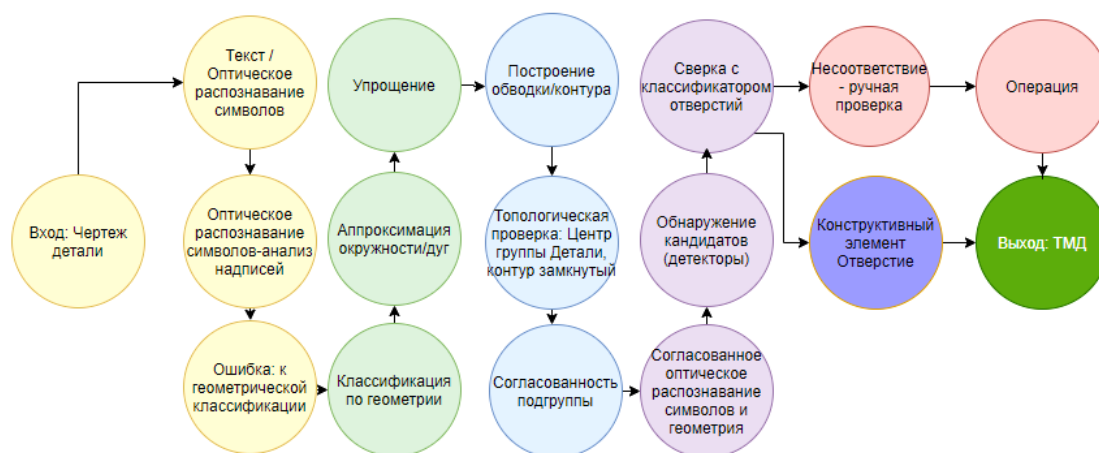 Вход: Чертеж
детали
Текст /
Оптическое
распознавание
символов
Оптическое
распознавание
символов-анализ
надписей
Ошибка: к
геометрической
классификации
Классификация
по геометрии
Аппроксимация
окружности/дуг
Упрощение
Построение
обводки/контура
Топологическая
проверка: Центр
группы Детали,
контур замкнутый
Согласованность
подгруппы
Согласованное
оптическое
распознавание
символов и
геометрия
Обнаружение
кандидатов
(детекторы)
Сверка с
классификатором
отверстий
Несоответствие
- ручная
проверка
Операция
Конструктивный
элемент
Отверстие
Выход: ТМД